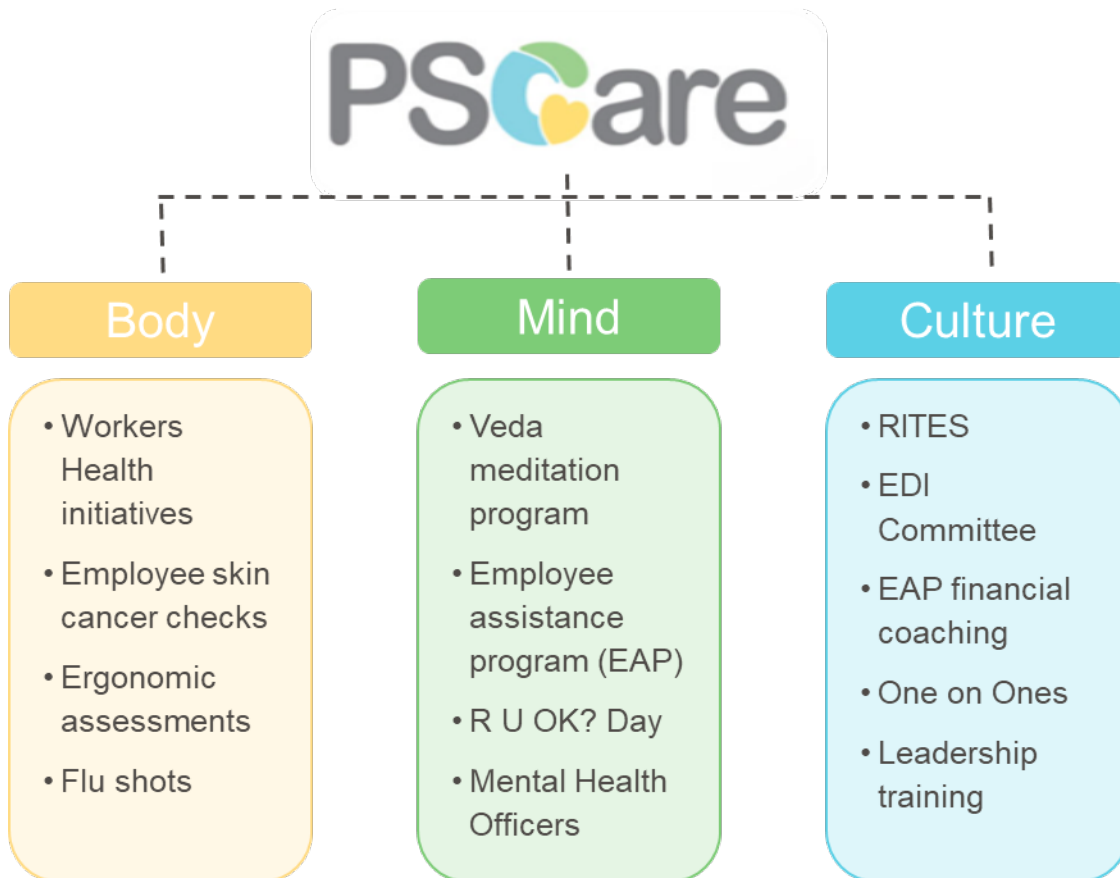 PSCare
Body
• Workers
Health
initiatives
• Employee skin
cancer checks
• Ergonomic
assessments
• Flu shots
Mind
• Veda
meditation
program
• Employee
assistance
program (EAP)
• R U OK? Day
• Mental Health
Officers
Culture
• RITES
• EDI
Committee
• EAP financial
coaching
• One on Ones
• Leadership
training